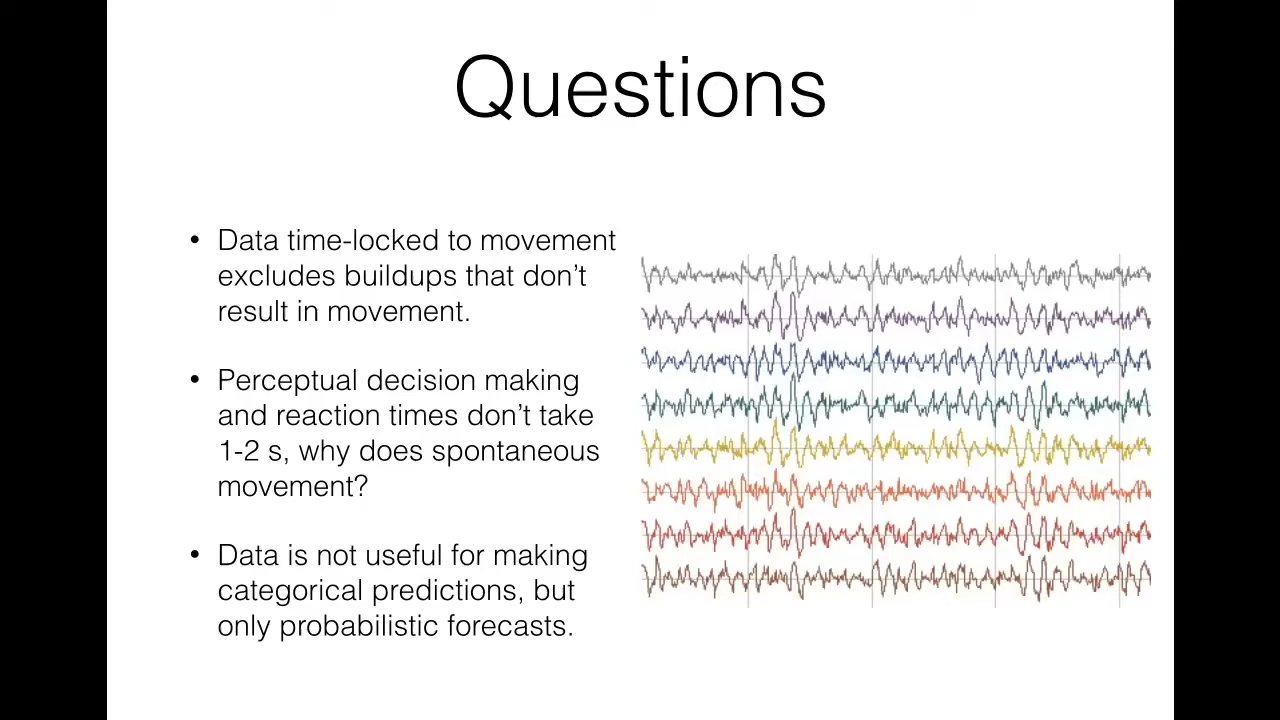 Questions
• Data time-locked to movement
excludes buildups that don’t
result in movement.
• Perceptual decision making
and reaction times don’t take
1-2 s, why does spontaneous
movement?
• Data is not useful for making
categorical predictions, but
only probabilistic forecasts.